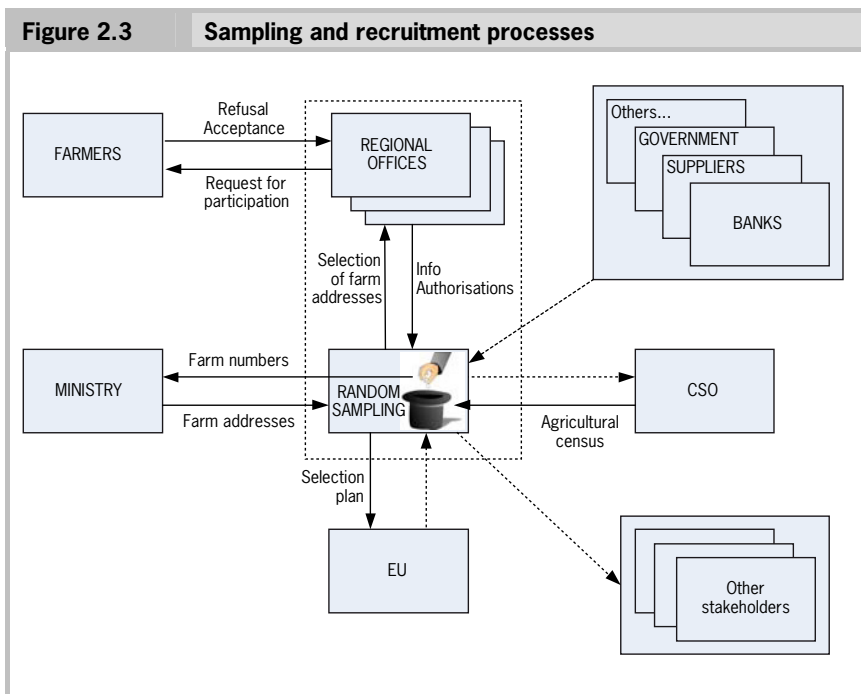 Figure 2.3 Sampling and recruitment processes
FARMERS
Refusal
Acceptance
Request for
participation
REGIONAL
OFFICES
Others...
GOVERNMENT
SUPPLIERS
BANKS
Selection
of farm
addresses
Info
Authorisations
MINISTRY
Farm numbers
Farm addresses
RANDOM
SAMPLING
Agricultural
census
CSO
Selection
plan
EU
Other
stakeholders